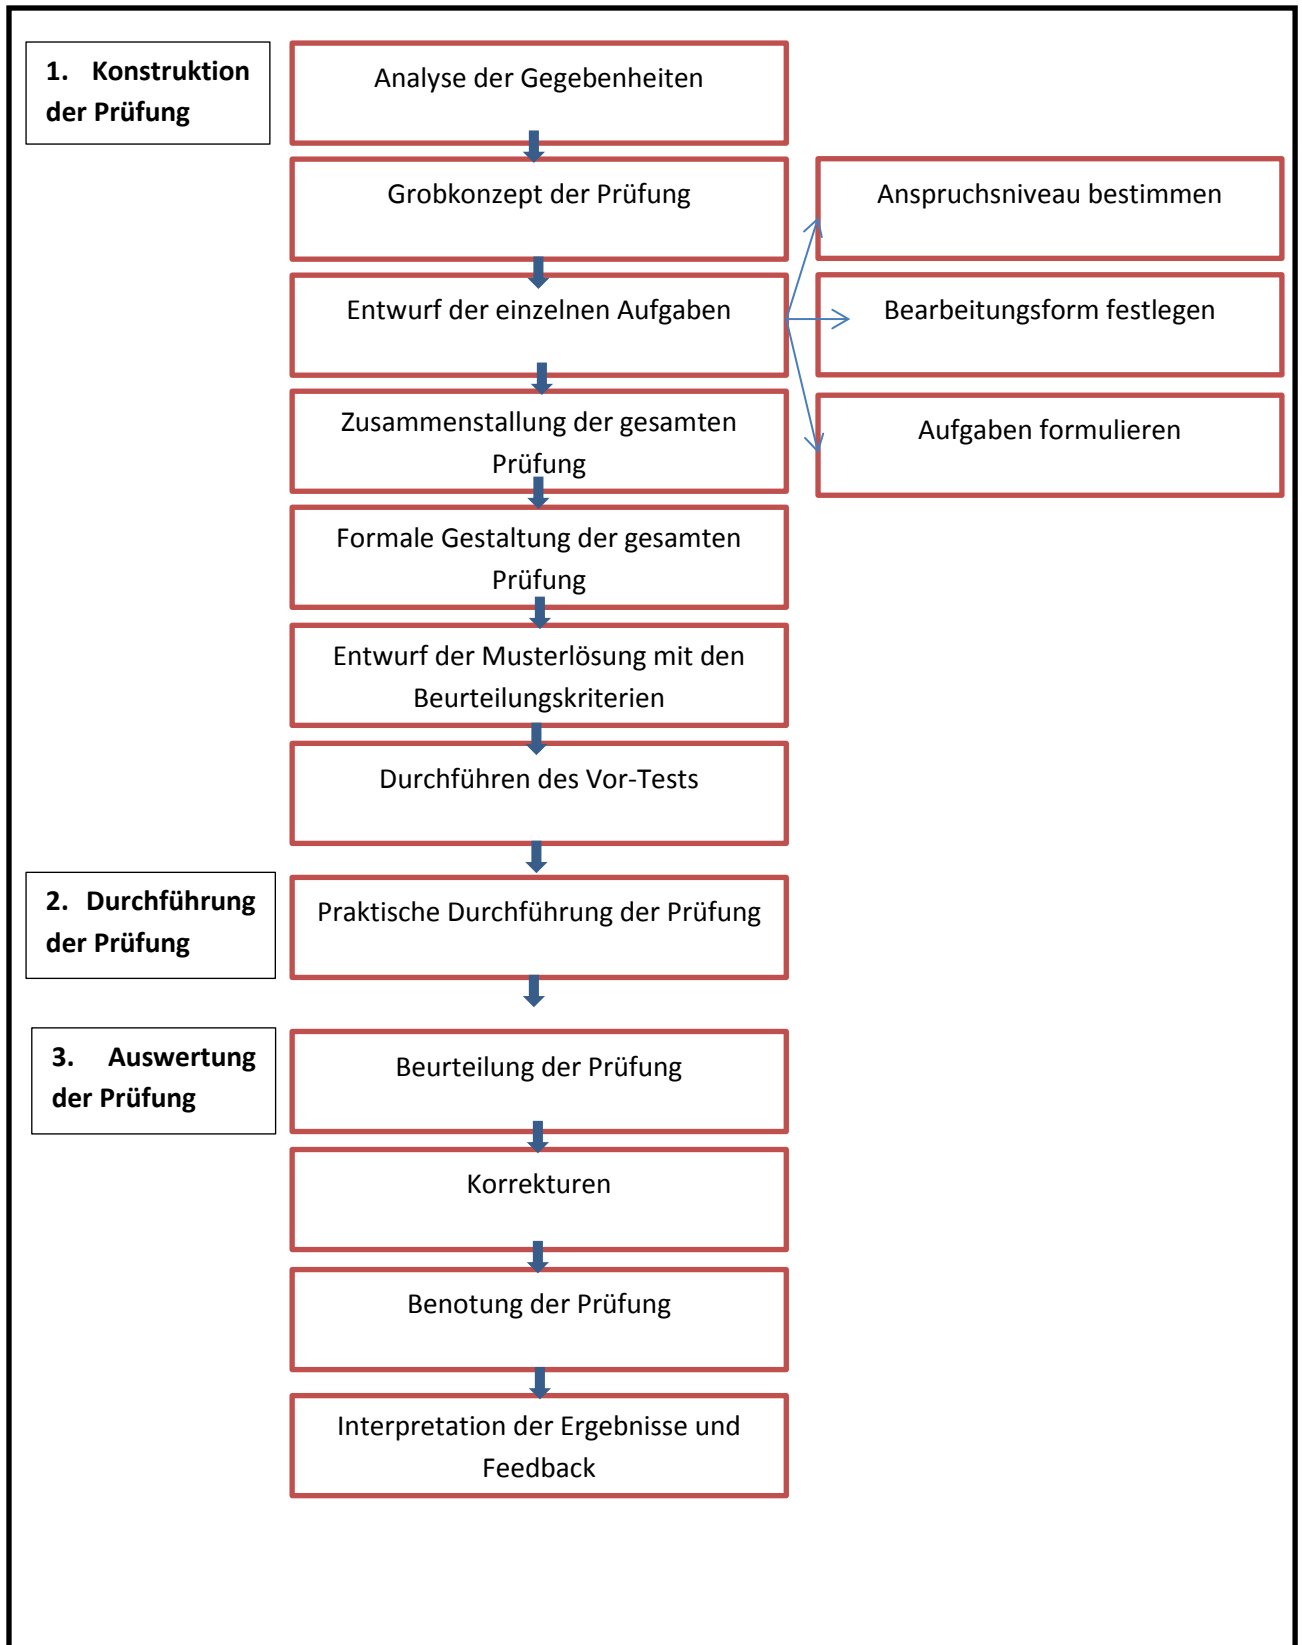 1. Konstruktion
der Prüfung
Analyse der Gegebenheiten
Grobkonzept der Prüfung
Anspruchsniveau bestimmen
Entwurf der einzelnen Aufgaben
Bearbeitungsform festlegen
Zusammenstallung der gesamten
Prüfung
Aufgaben formulieren
Formale Gestaltung der gesamten
Prüfung
Entwurf der Musterlösung mit den
Beurteilungskriterien
Durchführen des Vor-Tests
2. Durchführung
der Prüfung
Praktische Durchführung der Prüfung
3. Auswertung
der Prüfung
Beurteilung der Prüfung
Korrekturen
Benotung der Prüfung
Interpretation der Ergebnisse und
Feedback